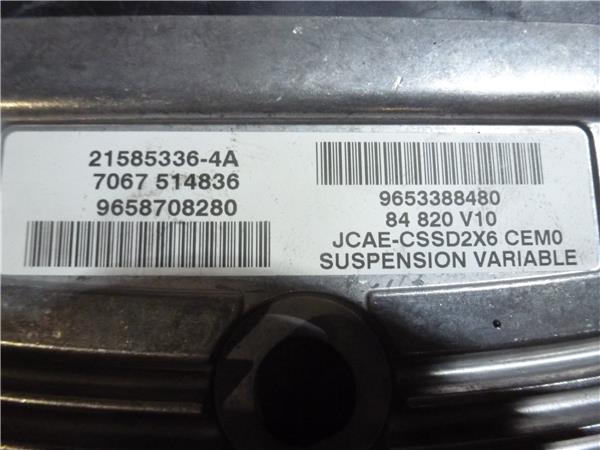 21585336-4A
7067 514836
9658708280
9653388480
84 820 V10
JCAE-CSSD2X6 CEM0
SUSPENSION VARIABLE